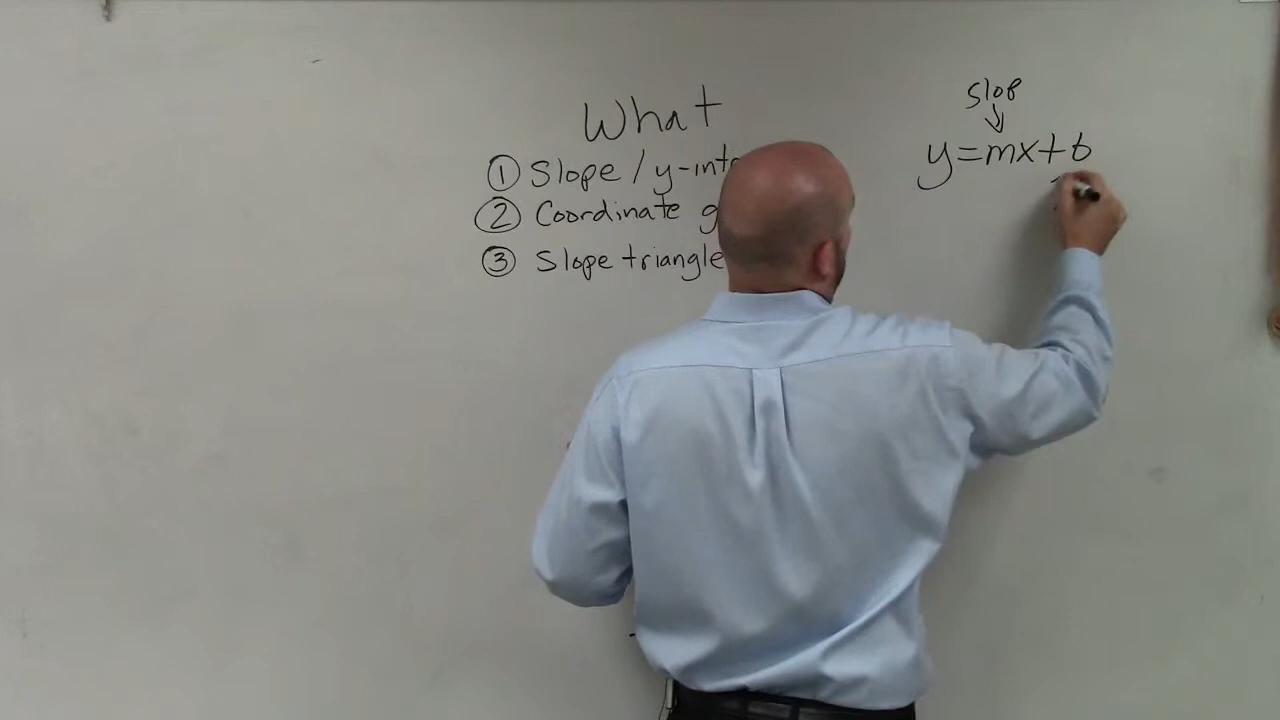 What
① Slope / y-int
② Coordinate g
③ Slope triangle
slop
y=mx+b